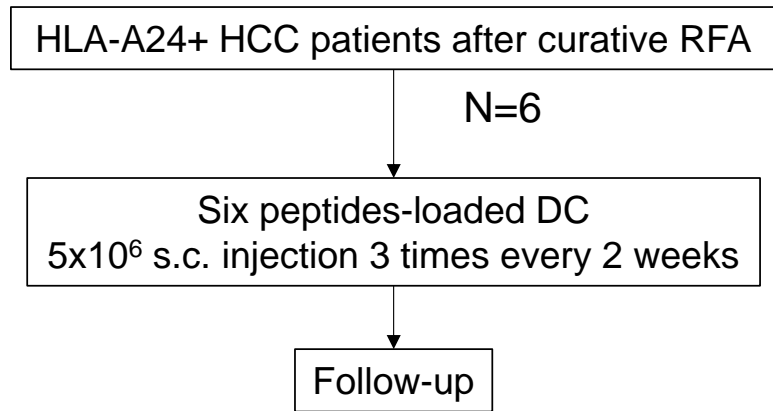 HLA-A24+ HCC patients after curative RFA
N=6
Six peptides-loaded DC
5x10⁶ s.c. injection 3 times every 2 weeks
Follow-up